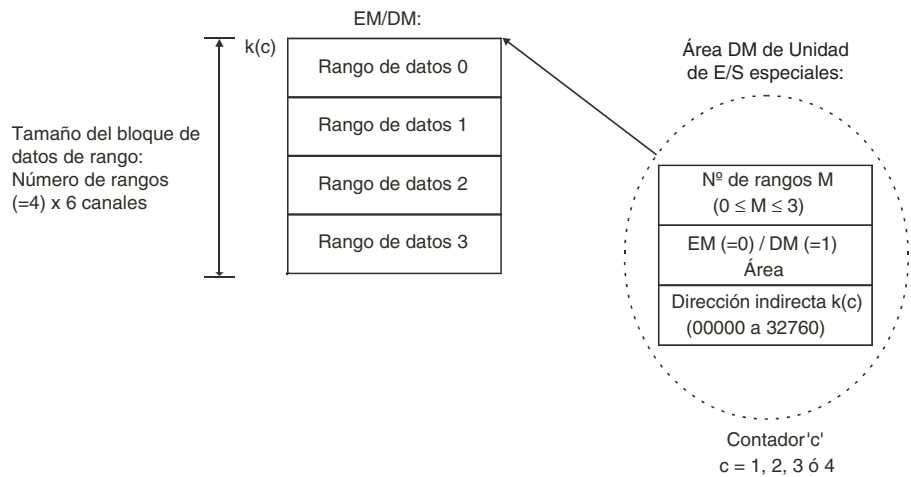 EM/DM:
k(c)
Rango de datos 0
Rango de datos 1
Rango de datos 2
Rango de datos 3
Tamaño del bloque de
datos de rango:
Número de rangos
(=4) x 6 canales
Área DM de Unidad
de E/S especiales:
Nº de rangos M
(0 ≤ M ≤ 3)
EM (=0) / DM (=1)
Área
Dirección indirecta k(c)
(00000 a 32760)
Contador'c'
c = 1, 2, 3 ó 4